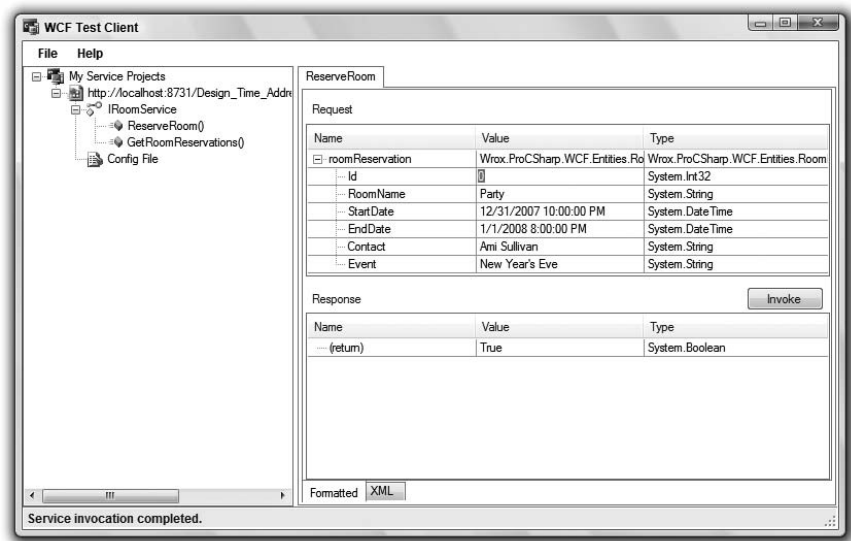 WCF Test Client
File Help
My Service Projects
http://localhost:8731/Design_Time_Addre
IRoomService
ReserveRoom()
GetRoomReservations()
Config File
ReserveRoom
Request
Name Value Type
roomReservation Wrox.ProCSharp.WCF.Entities.Ro Wrox.ProCSharp.WCF.Entities.Room
Id 0 System.Int32
RoomName Party System.String
StartDate 12/31/2007 10:00:00 PM System.DateTime
EndDate 1/1/2008 8:00:00 PM System.DateTime
Contact Ami Sullivan System.String
Event New Year's Eve System.String
Response Invoke
Name Value Type
(return) True System.Boolean
Formatted XML
Service invocation completed.